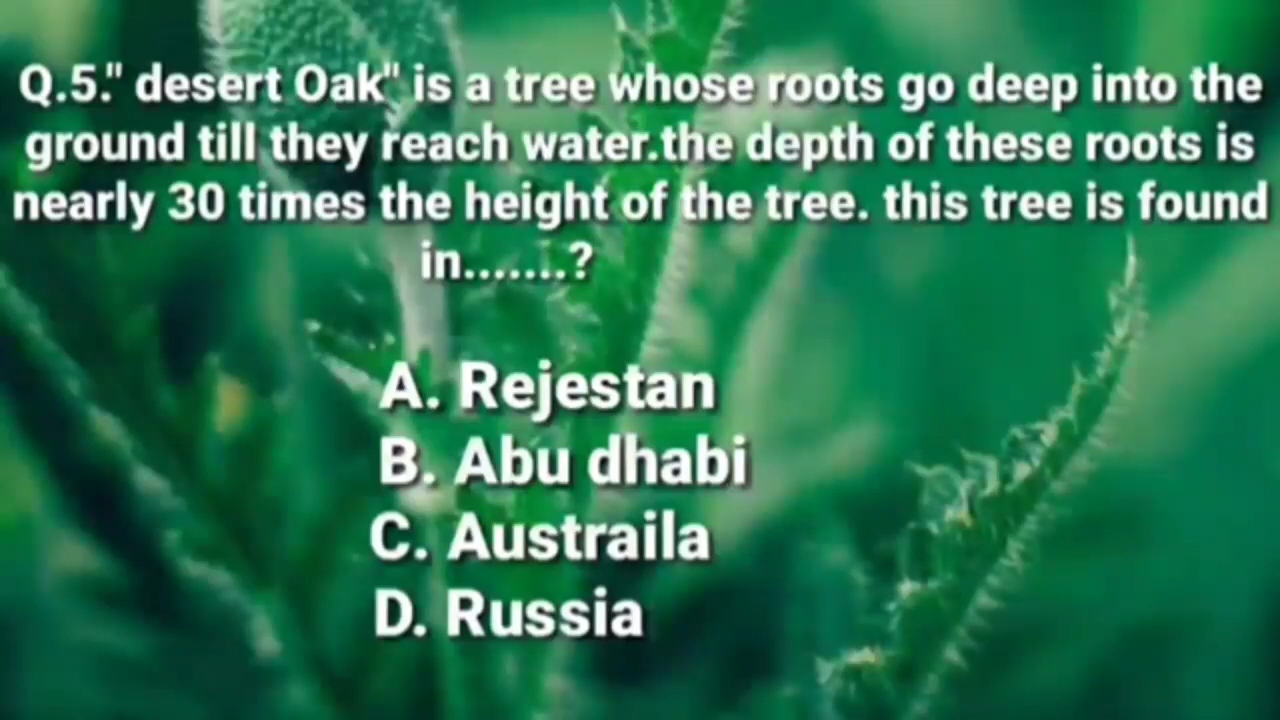 Q.5." desert Oak" is a tree whose roots go deep into the
ground till they reach water.the depth of these roots is
nearly 30 times the height of the tree. this tree is found
in.......?
A. Rejestan
B. Abu dhabi
C. Austraila
D. Russia